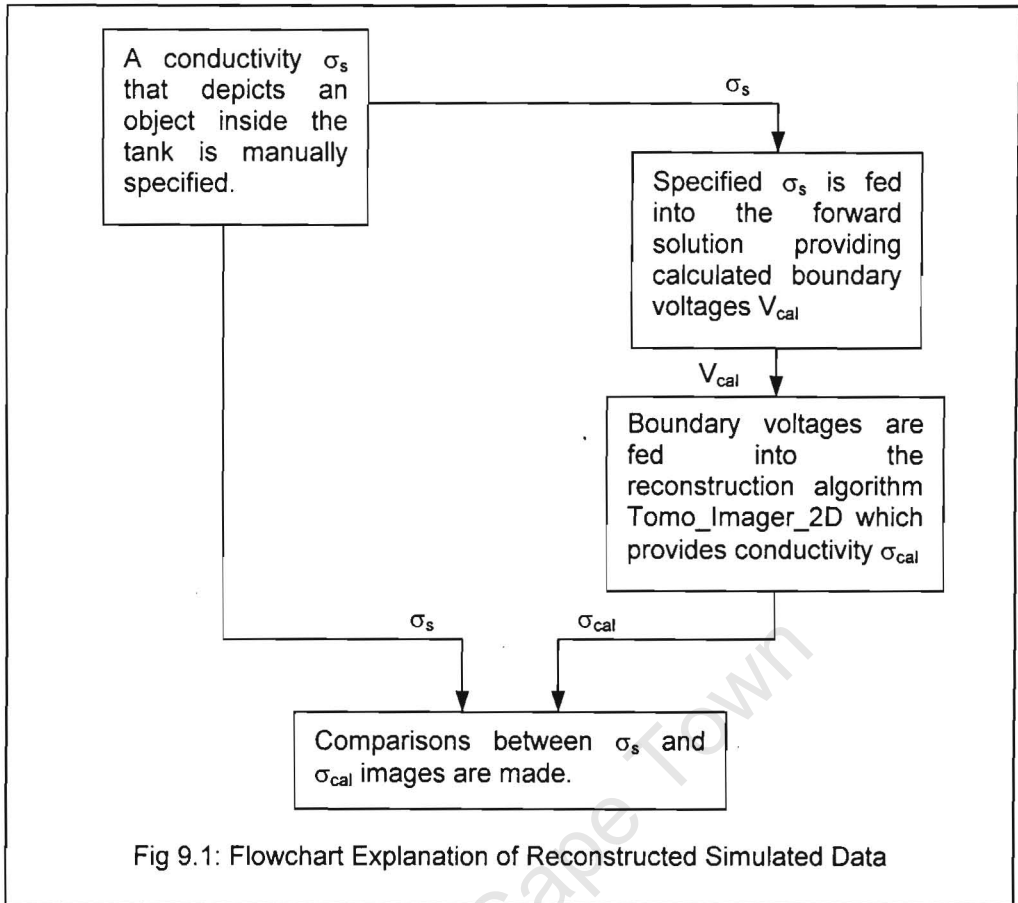 A conductivity σs
that depicts an
object inside the
tank is manually
specified.
σs
Specified σs is fed
into the forward
solution providing
calculated boundary
voltages Vcal
Vcal
Boundary voltages are
fed into the
reconstruction algorithm
Tomo_Imager_2D which
provides conductivity σcal
σs
σcal
Comparisons between σs and
σcal images are made.
Fig 9.1: Flowchart Explanation of Reconstructed Simulated Data
Cape Town